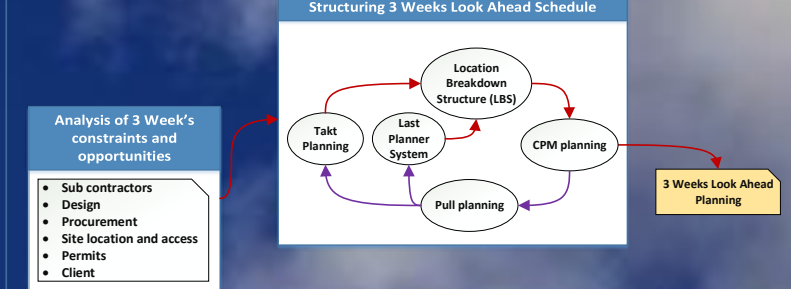 Structuring 3 Weeks Look Ahead Schedule
Analysis of 3 Week's
constraints and
opportunities
• Sub contractors
• Design
• Procurement
• Site location and access
• Permits
• Client
Takt
Planning
Last
Planner
System
Location
Breakdown
Structure (LBS)
CPM planning
Pull planning
3 Weeks Look Ahead
Planning